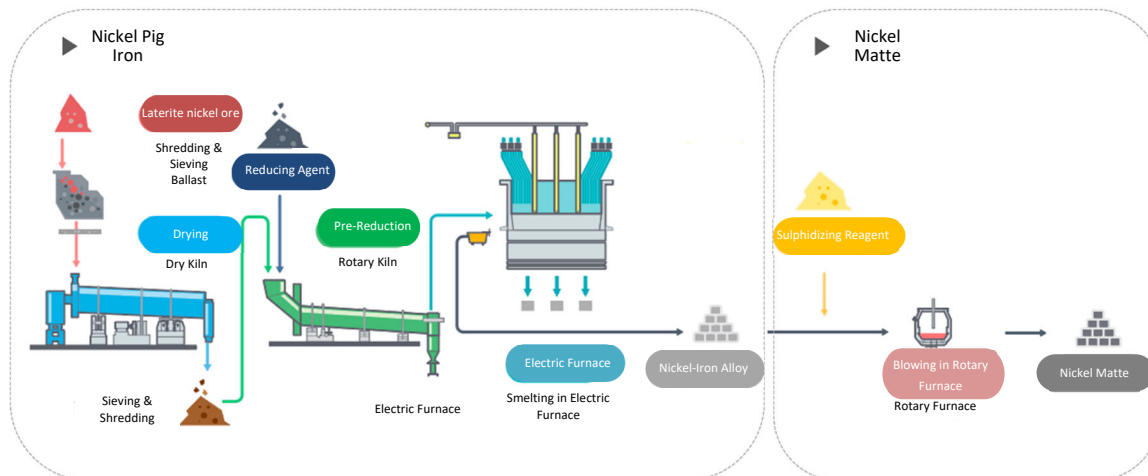 Nickel Pig
Iron
Nickel
Matte
Laterite nickel ore
Shredding &
Sieving
Ballast
Reducing Agent
Drying
Dry Kiln
Pre-Reduction
Rotary Kiln
Sulphidizing Reagent
Sieving &
Shredding
Electric Furnace
Electric Furnace
Smelting in Electric
Furnace
Nickel-Iron Alloy
Blowing in Rotary
Furnace
Rotary Furnace
Nickel Matte